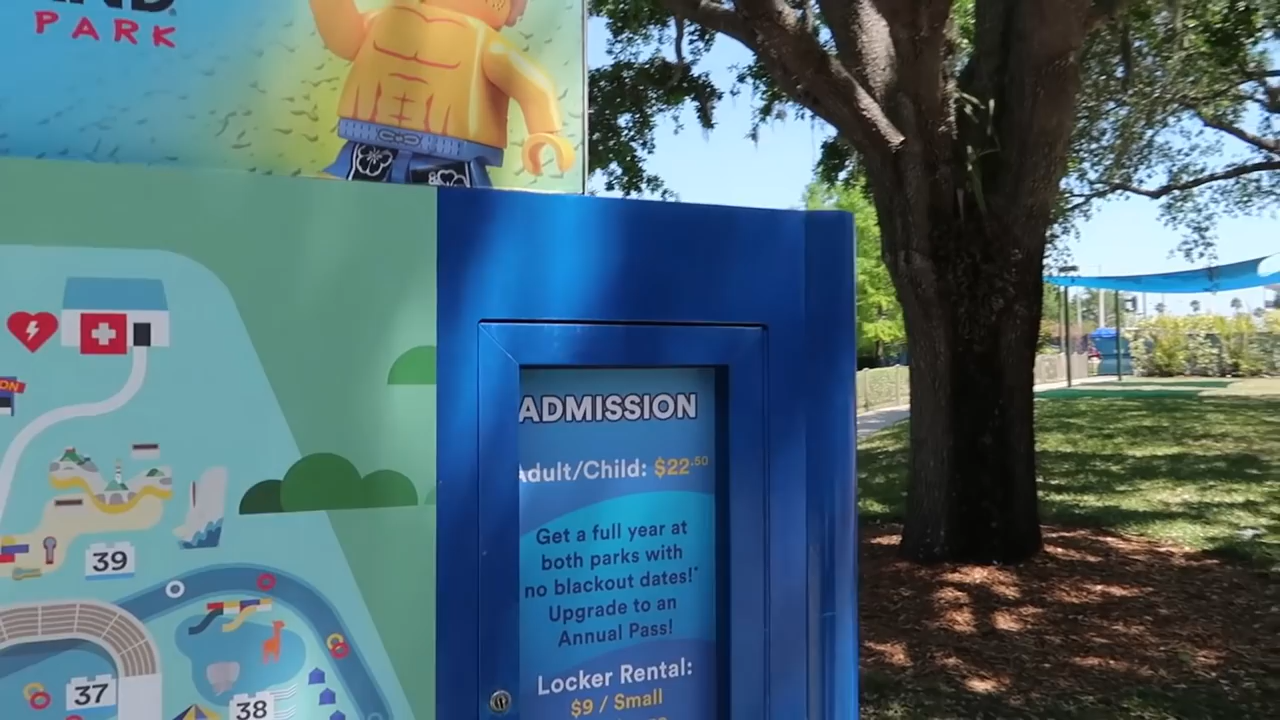 PARK
ADMISSION
Adult/Child: $22.50
Get a full year at
both parks with
no blackout dates!*
Upgrade to an
Annual Pass!
Locker Rental:
$9 / Small
39
37
38